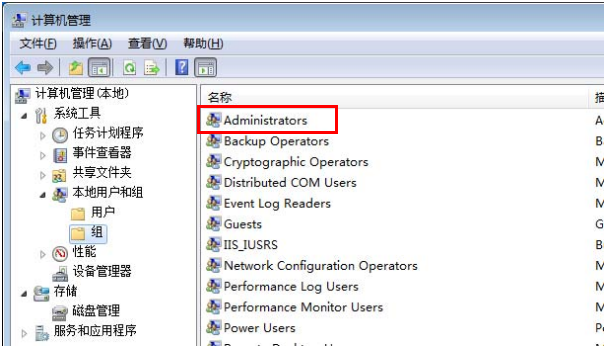 计算机管理
文件(F) 操作(A) 查看(V) 帮助(H)
计算机管理(本地)
系统工具
任务计划程序
事件查看器
共享文件夹
本地用户和组
用户
组
性能
设备管理器
存储
磁盘管理
服务和应用程序
名称
Administrators
Backup Operators
Cryptographic Operators
Distributed COM Users
Event Log Readers
Guests
IIS_IUSRS
Network Configuration Operators
Performance Log Users
Performance Monitor Users
Power Users